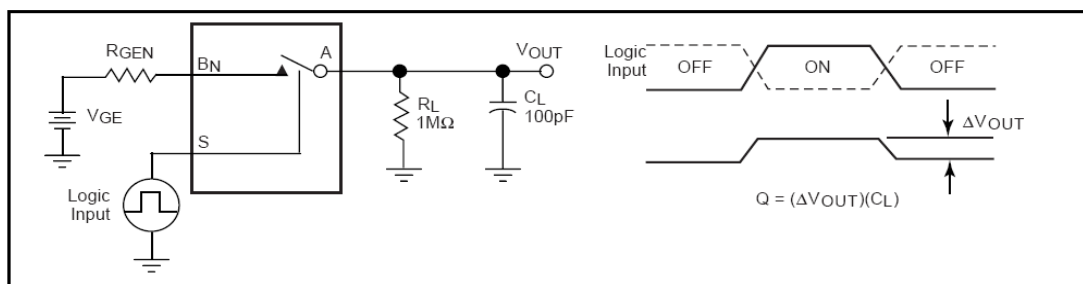 RGEN
BN
A
VOUT
VGE
RL
1MΩ
CL
100pF
S
Logic
Input
Logic
Input
OFF
ON
OFF
ΔVOUT
Q = (ΔVOUT)(CL)